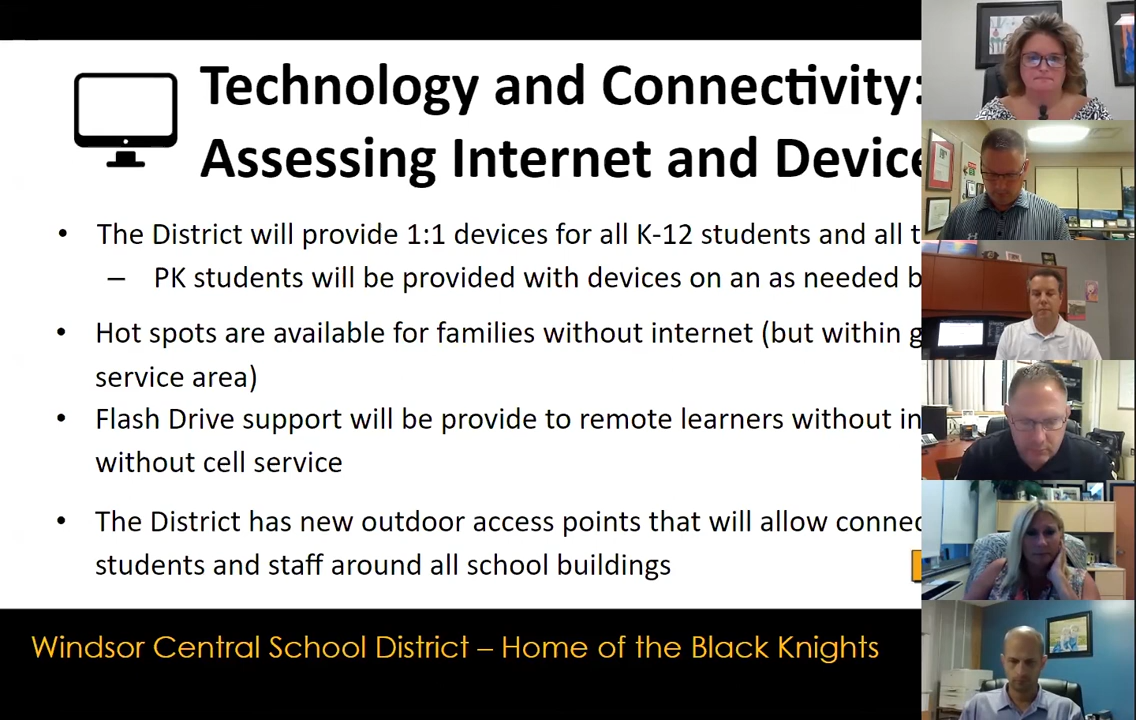 Technology and Connectivity:
Assessing Internet and Device
The District will provide 1:1 devices for all K-12 students and all t
– PK students will be provided with devices on an as needed b
Hot spots are available for families without internet (but within g
service area)
Flash Drive support will be provide to remote learners without in
without cell service
The District has new outdoor access points that will allow connec
students and staff around all school buildings
Windsor Central School District – Home of the Black Knights